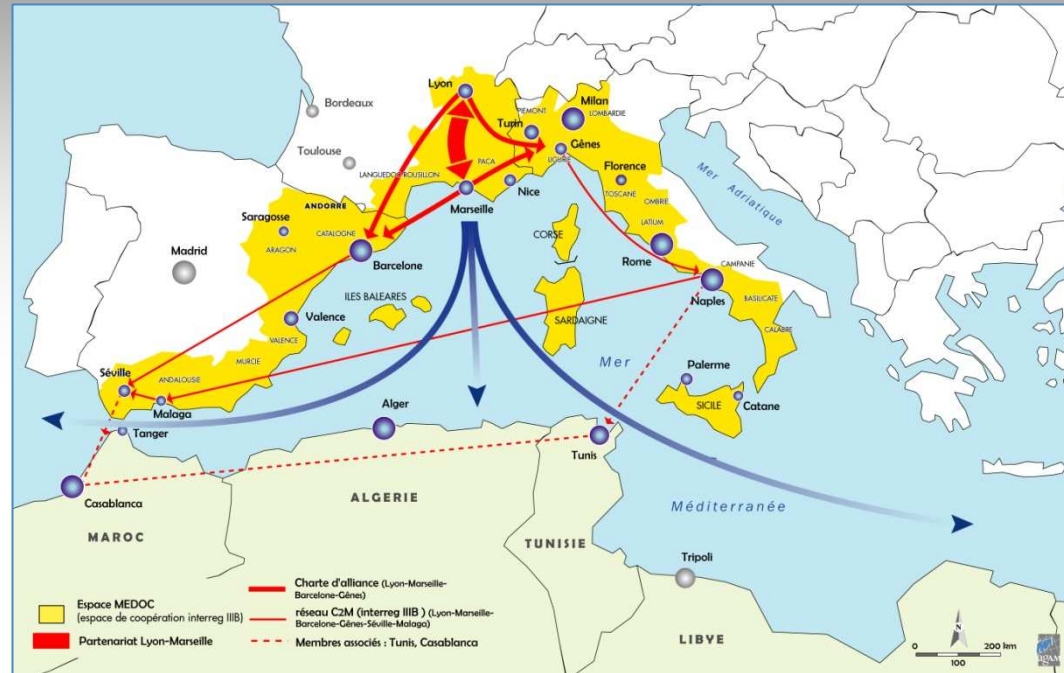 Lyon
Bordeaux
Milan
LOMBARDIE
PIEMONT
Turin
Gênes
LIGURIE
Toulouse
PACA
LANGUEDOC ROUSILLON
Nice
Florence
TOSCANE
OMBRIE
Mer Adriatique
ANDORRE
Marseille
Saragosse
CATALOGNE
ARAGON
CORSE
LATIUM
Madrid
Barcelone
Rome
CAMPANIE
Naples
ILES BALEARES
BASILICATE
Valence
VALENCE
SARDAIGNE
CALABRE
MURCIE
Mer
Séville
ANDALOUSIE
Palerme
Malaga
SICILE
Catane
Tanger
Alger
Tunis
Casablanca
ALGERIE
Méditerranée
MAROC
TUNISIE
Tripoli
LIBYE
Espace MEDOC
(espace de coopération interreg IIIB)
Partenariat Lyon-Marseille
Charte d'alliance (Lyon-Marseille-
Barcelone-Gênes)
réseau C2M (interreg IIIB ) (Lyon-Marseille-
Barcelone-Gênes-Séville-Malaga)
Membres associés : Tunis, Casablanca
N
0 200 km
100
agAM